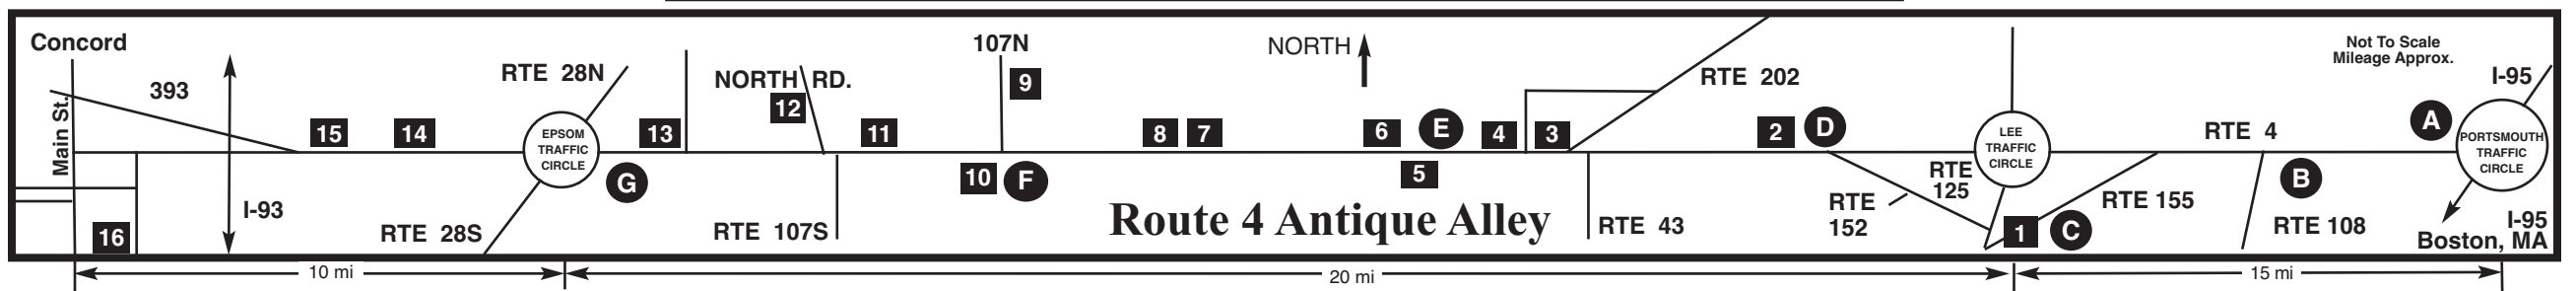 Concord
393
Main St.
16
I-93
15
14
RTE 28N
EPSOM
TRAFFIC
CIRCLE
RTE 28S
G
13
NORTH RD.
12
11
RTE 107S
107N
9
10
F
8
7
NORTH
6
E
5
4
3
Route 4 Antique Alley
RTE 202
RTE 43
2
D
RTE
152
RTE
125
LEE
TRAFFIC
CIRCLE
1
C
RTE 155
RTE 4
B
RTE 108
Not To Scale
Mileage Approx.
I-95
A
PORTSMOUTH
TRAFFIC
CIRCLE
I-95
Boston, MA
10 mi
20 mi
15 mi